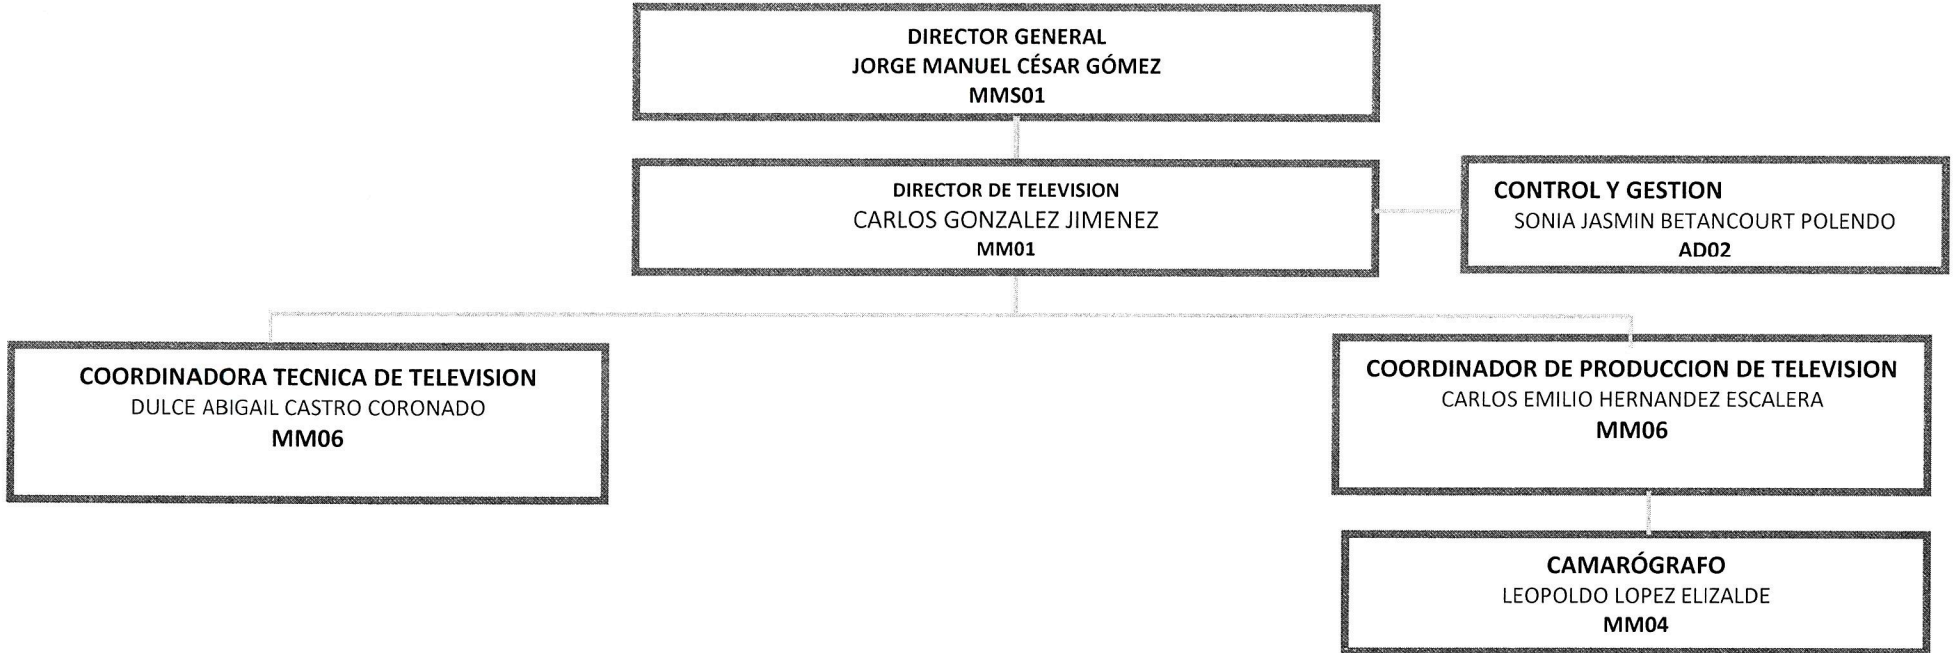 DIRECTOR GENERAL
JORGE MANUEL CÉSAR GÓMEZ
MMS01
DIRECTOR DE TELEVISION
CARLOS GONZALEZ JIMENEZ
MM01
CONTROL Y GESTION
SONIA JASMIN BETANCOURT POLENDO
AD02
COORDINADORA TECNICA DE TELEVISION
DULCE ABIGAIL CASTRO CORONADO
MM06
COORDINADOR DE PRODUCCION DE TELEVISION
CARLOS EMILIO HERNANDEZ ESCALERA
MM06
CAMARÓGRAFO
LEOPOLDO LOPEZ ELIZALDE
MM04